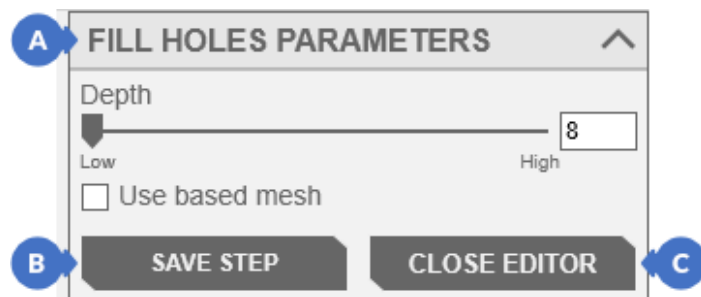 A FILL HOLES PARAMETERS
Depth
8
Low High
Use based mesh
B SAVE STEP CLOSE EDITOR C